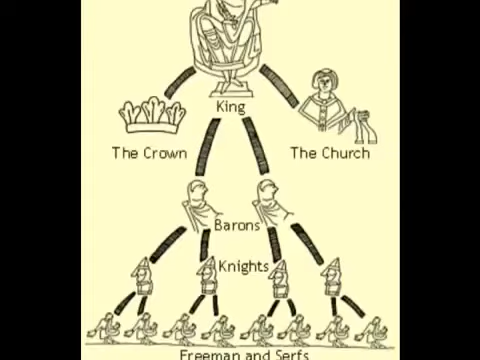 King
The Crown
The Church
Barons
Knights
Freeman and Serfs